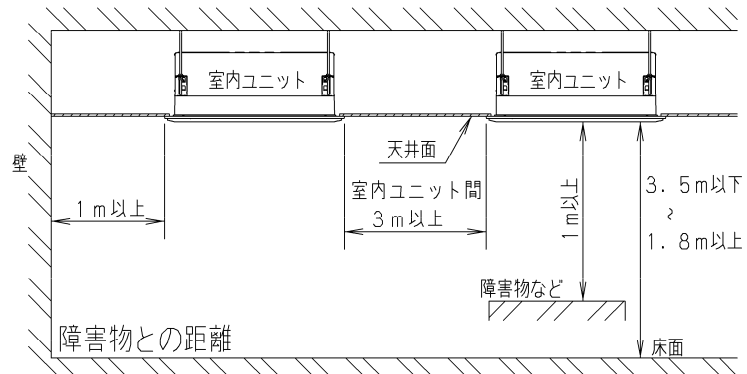 室内ユニット
室内ユニット
壁
天井面
1m以上
室内ユニット間
3m以上
1m以上
3.5m以下
~
1.8m以上
障害物など
障害物との距離
床面